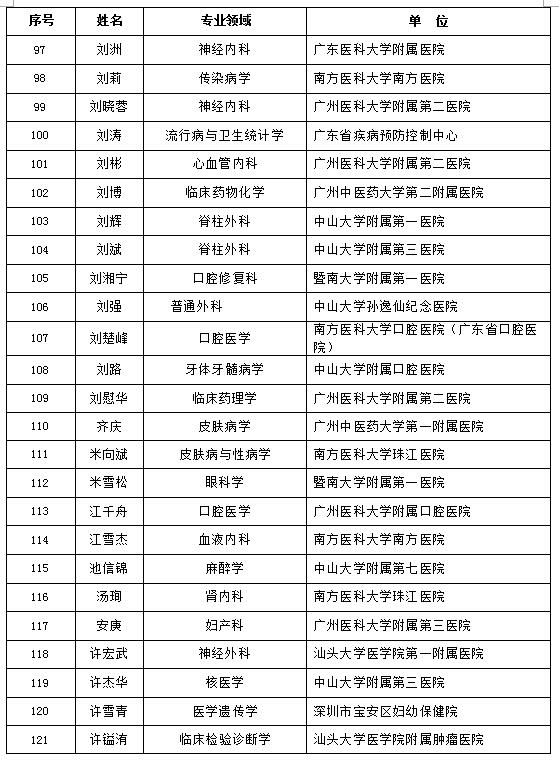 序号 姓名 专业领域 单 位
97 刘洲 神经内科 广东医科大学附属医院
98 刘莉 传染病学 南方医科大学南方医院
99 刘晓蓉 神经内科 广州医科大学附属第二医院
100 刘涛 流行病与卫生统计学 广东省疾病预防控制中心
101 刘彬 心血管内科 广州医科大学附属第二医院
102 刘博 临床药物化学 广州中医药大学第二附属医院
103 刘辉 脊柱外科 中山大学附属第一医院
104 刘斌 脊柱外科 中山大学附属第三医院
105 刘湘宁 口腔修复科 暨南大学附属第一医院
106 刘强 普通外科 中山大学孙逸仙纪念医院
107 刘楚峰 口腔医学 南方医科大学口腔医院（广东省口腔医
院）
108 刘路 牙体牙髓病学 中山大学附属口腔医院
109 刘慰华 临床药理学 广州医科大学附属第二医院
110 齐庆 皮肤病学 广州中医药大学第一附属医院
111 米向斌 皮肤病与性病学 南方医科大学珠江医院
112 米雪松 眼科学 暨南大学附属第一医院
113 江千舟 口腔医学 广州医科大学附属口腔医院
114 江雪杰 血液内科 南方医科大学南方医院
115 池信锦 麻醉学 中山大学附属第七医院
116 汤珣 肾内科 南方医科大学珠江医院
117 安庚 妇产科 广州医科大学附属第三医院
118 许宏武 神经外科 汕头大学医学院第一附属医院
119 许杰华 核医学 中山大学附属第三医院
120 许雪青 医学遗传学 深圳市宝安区妇幼保健院
121 许镒洧 临床检验诊断学 汕头大学医学院附属肿瘤医院